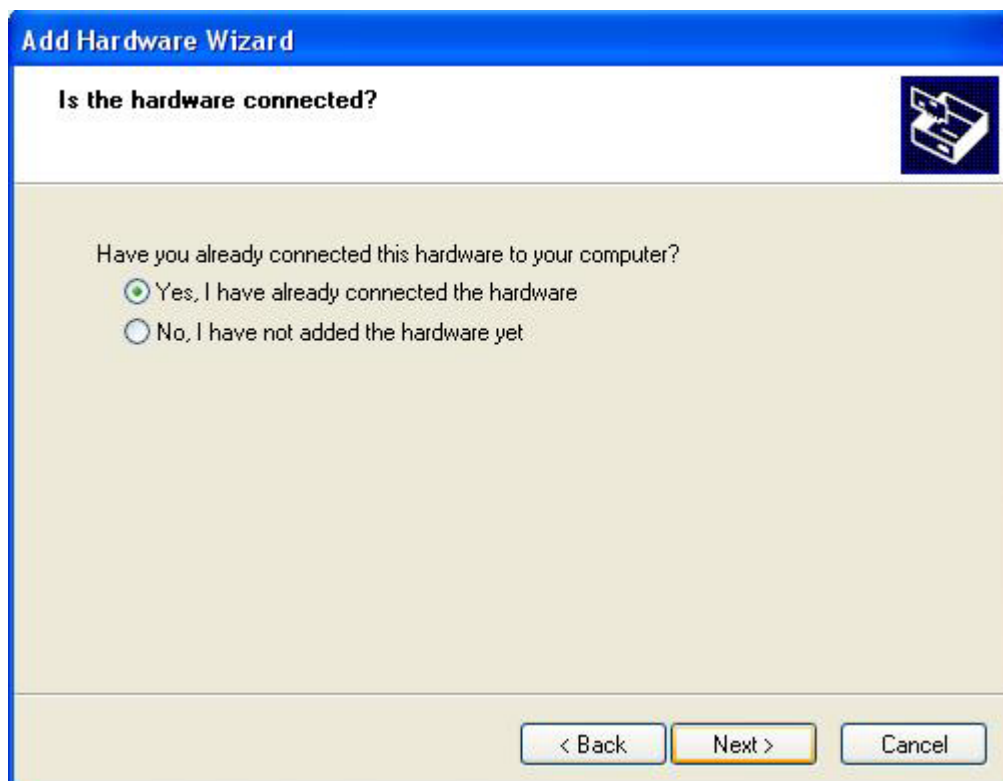 Add Hardware Wizard
Is the hardware connected?
Have you already connected this hardware to your computer?
Yes, I have already connected the hardware
No, I have not added the hardware yet
< Back Next > Cancel